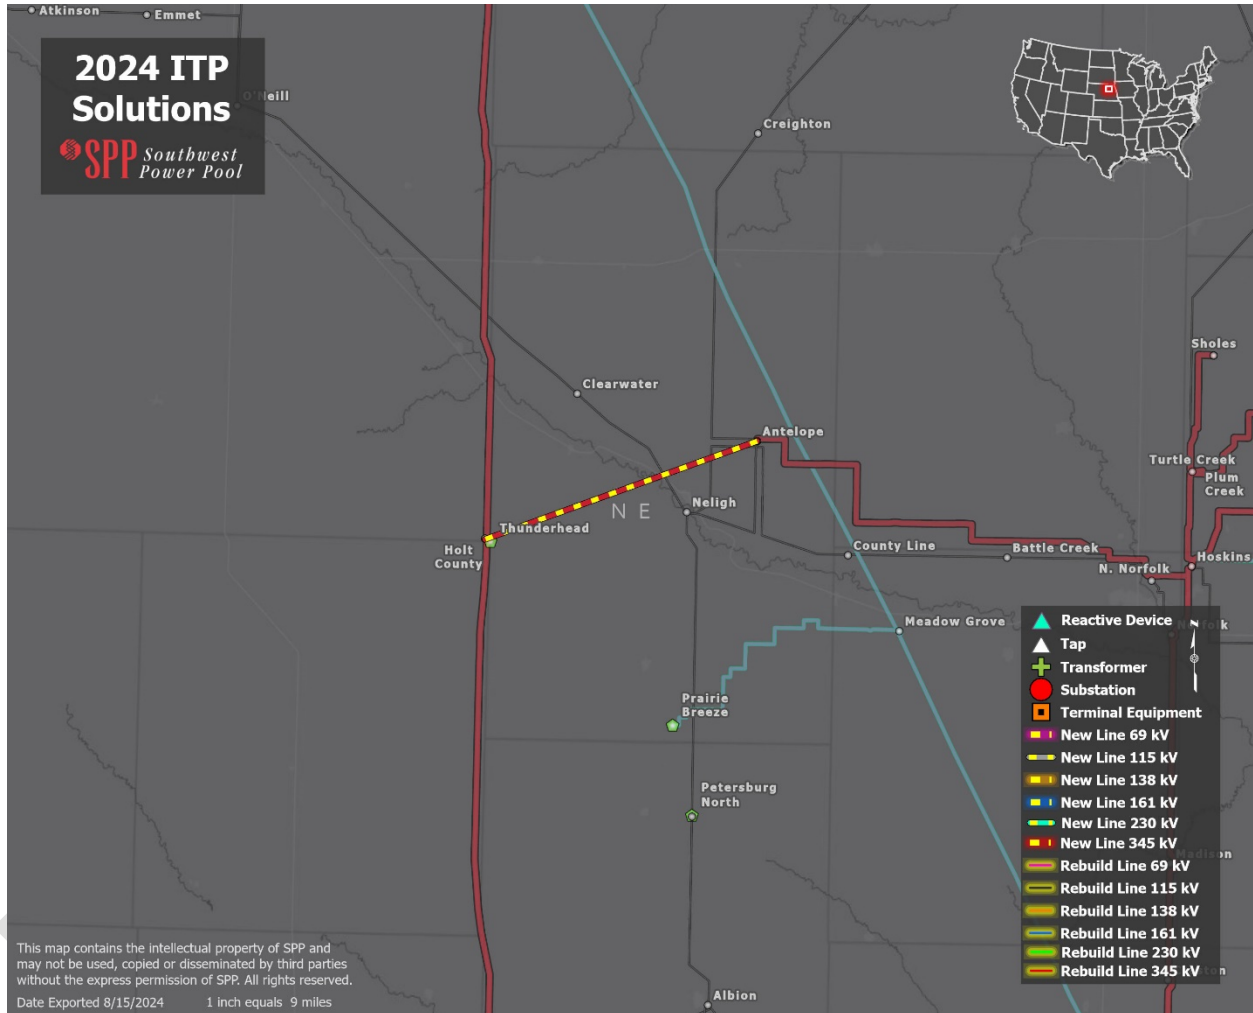 Atkinson
Emmet
2024 ITP
Solutions
SPP Southwest
Power Pool
O'Neill
Creighton
Sholes
Clearwater
Antelope
Turtle Creek
Plum
Creek
Neligh
N E
Thunderhead
Holt
County
County Line
Battle Creek
Hoskins
N. Norfolk
Meadow Grove
Prairie
Breeze
Petersburg
North
Albion
N
Reactive Device
Tap
Transformer
Substation
Terminal Equipment
New Line 69 kV
New Line 115 kV
New Line 138 kV
New Line 161 kV
New Line 230 kV
New Line 345 kV
Rebuild Line 69 kV
Rebuild Line 115 kV
Rebuild Line 138 kV
Rebuild Line 161 kV
Rebuild Line 230 kV
Rebuild Line 345 kV
Madison
This map contains the intellectual property of SPP and
may not be used, copied or disseminated by third parties
without the express permission of SPP. All rights reserved.
Date Exported 8/15/2024 1 inch equals 9 miles